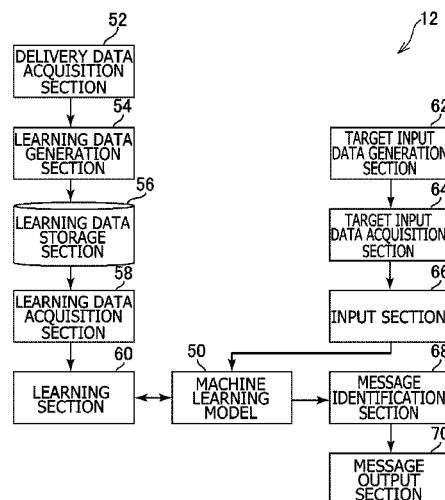 12
52
DELIVERY DATA
ACQUISITION
SECTION
54
LEARNING DATA
GENERATION
SECTION
56
LEARNING DATA
STORAGE
SECTION
58
LEARNING DATA
ACQUISITION
SECTION
60
LEARNING
SECTION
50
MACHINE
LEARNING
MODEL
62
TARGET INPUT
DATA GENERATION
SECTION
64
TARGET INPUT
DATA ACQUISITION
SECTION
66
INPUT SECTION
68
MESSAGE
IDENTIFICATION
SECTION
70
MESSAGE
OUTPUT
SECTION